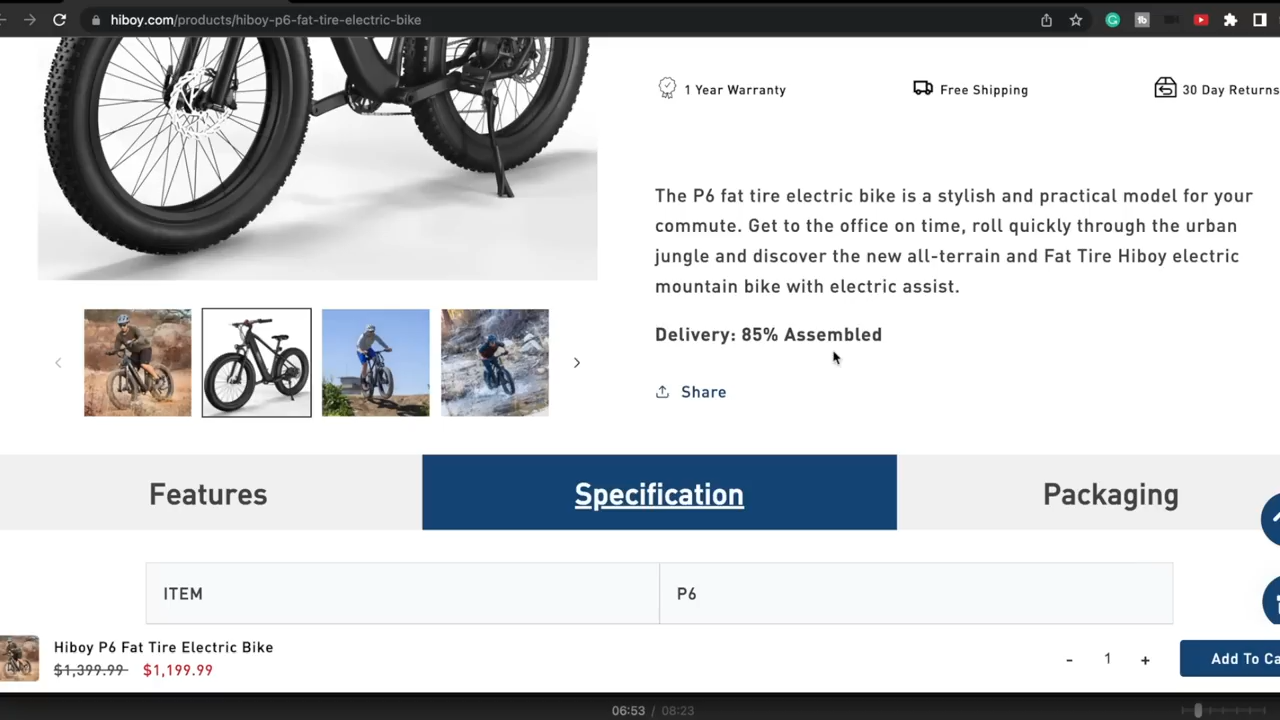 hiboy.com/products/hiboy-p6-fat-tire-electric-bike
1 Year Warranty
Free Shipping
30 Day Returns
The P6 fat tire electric bike is a stylish and practical model for your
commute. Get to the office on time, roll quickly through the urban
jungle and discover the new all-terrain and Fat Tire Hiboy electric
mountain bike with electric assist.
Delivery: 85% Assembled
Share
Features
Specification
Packaging
ITEM
P6
Hiboy P6 Fat Tire Electric Bike
$1,399.99 $1,199.99
- 1 +
Add To Ca
06:53 / 08:23